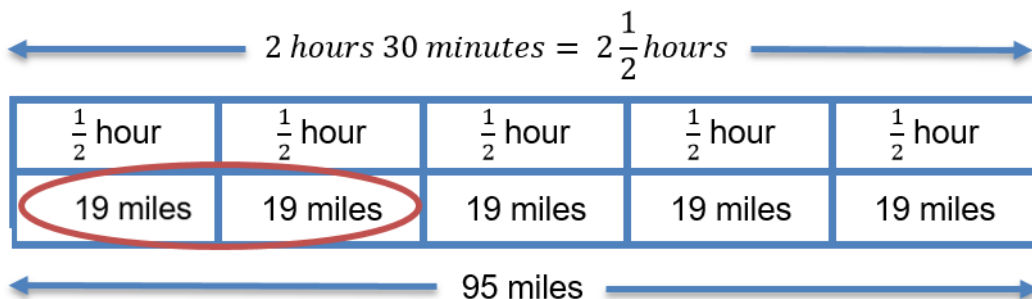 2 hours 30 minutes = 2 1/2 hours
1/2 hour 1/2 hour 1/2 hour 1/2 hour 1/2 hour
19 miles 19 miles 19 miles 19 miles 19 miles
95 miles